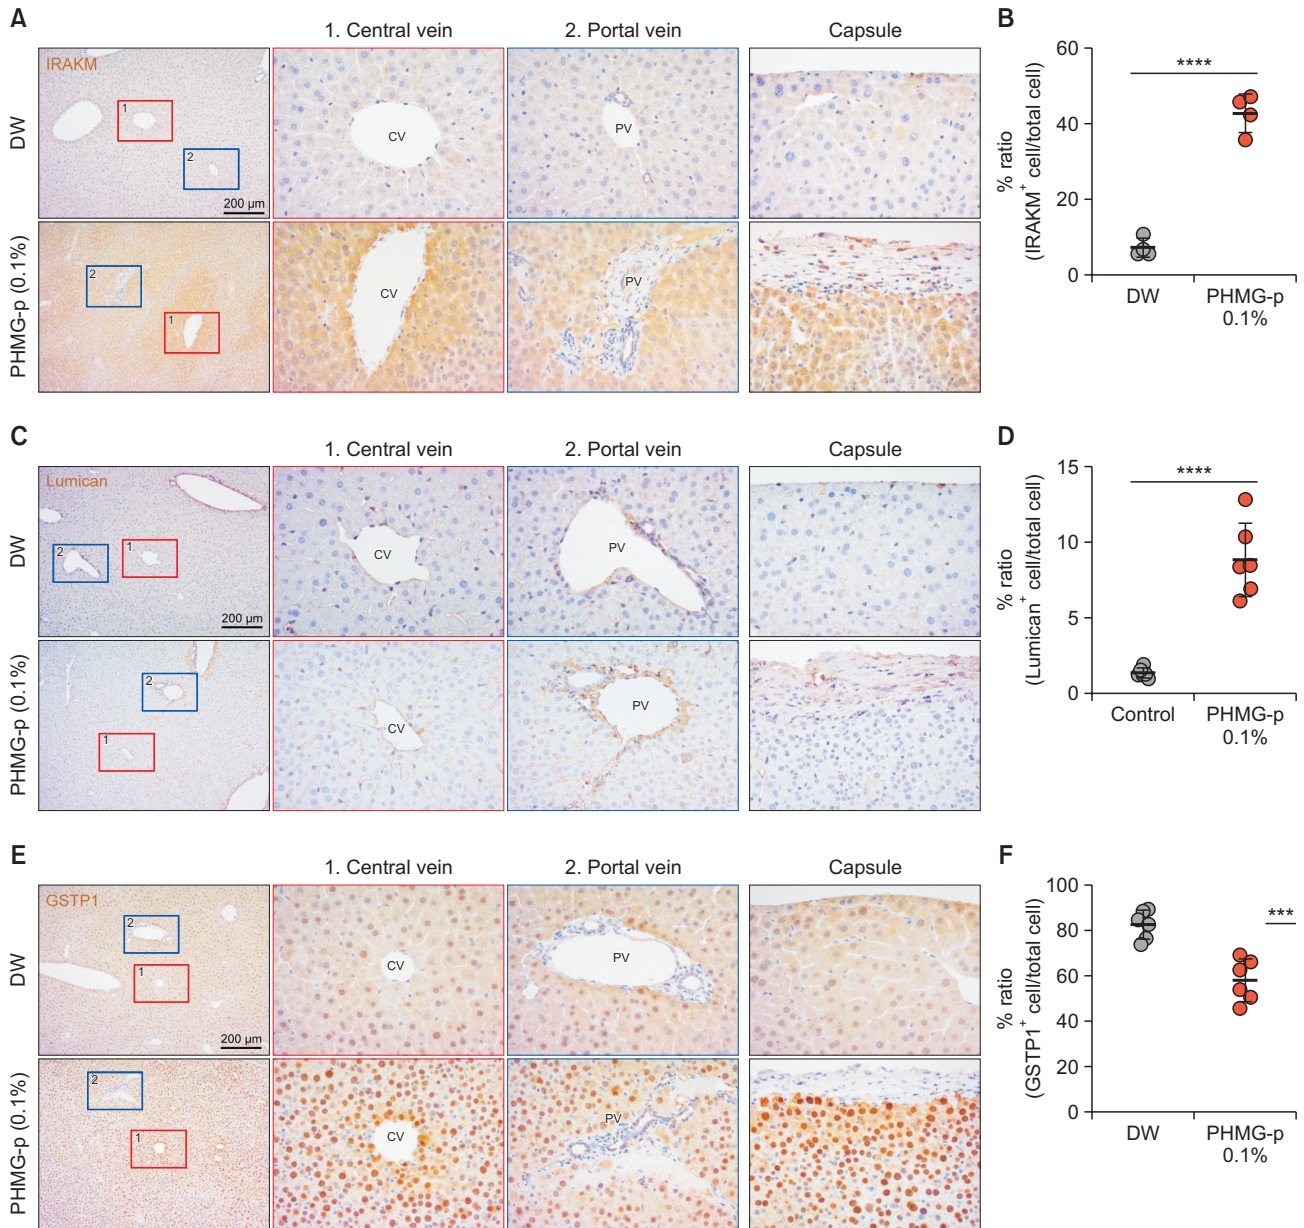 A
1. Central vein
2. Portal vein
Capsule
DW
IRAKM
1
2
200 µm
CV
PV
PHMG-p (0.1%)
2
1
CV
PV
B
% ratio
(IRAKM+ cell/total cell)
60
40
20
0
****
DW
PHMG-p
0.1%
C
1. Central vein
2. Portal vein
Capsule
DW
Lumican
2
1
200 µm
CV
PV
PHMG-p (0.1%)
2
1
CV
PV
D
% ratio
(Lumican+ cell/total cell)
15
10
5
0
****
Control
PHMG-p
0.1%
E
1. Central vein
2. Portal vein
Capsule
DW
GSTP1
2
1
200 µm
CV
PV
PHMG-p (0.1%)
2
1
CV
PV
F
% ratio
(GSTP1+ cell/total cell)
100
80
60
40
20
0
***
DW
PHMG-p
0.1%